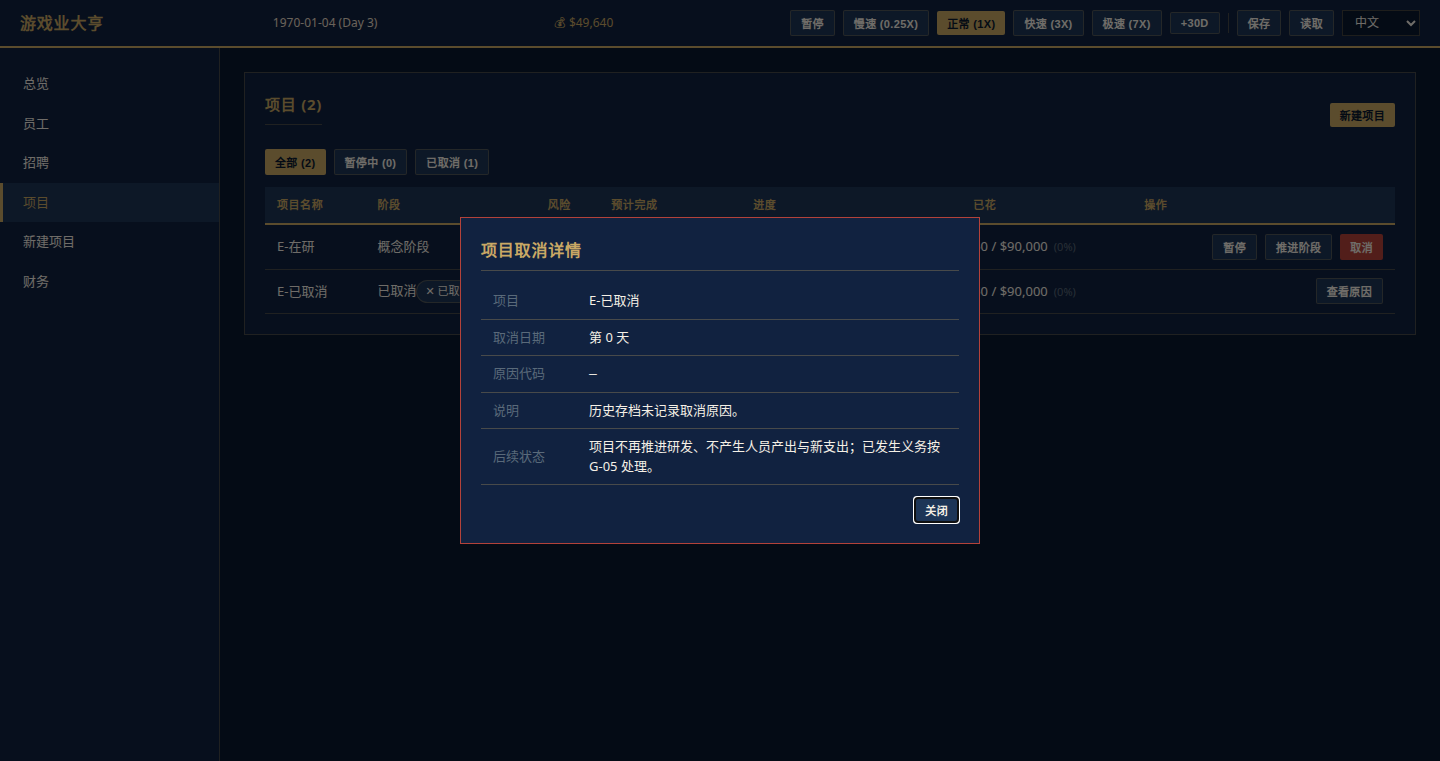 游戏业大亨 1970-01-04 (Day 3) 💰 $49,640 暂停 慢速 (0.25X) 正常 (1X) 快速 (3X) 极速 (7X) +30D 保存 读取 中文
总览
员工
招聘
项目
新建项目
财务
项目 (2)
新建项目
全部 (2) 暂停中 (0) 已取消 (1)
项目名称 阶段 风险 预计完成 进度 已花 操作
E-在研 概念阶段 0 / $90,000 (0%) 暂停 推进阶段 取消
E-已取消 已取消 ✕ 已取 0 / $90,000 (0%) 查看原因
项目取消详情
项目 E-已取消
取消日期 第 0 天
原因代码 —
说明 历史存档未记录取消原因。
后续状态 项目不再推进研发、不产生人员产出与新支出；已发生义务按
G-05 处理。
关闭